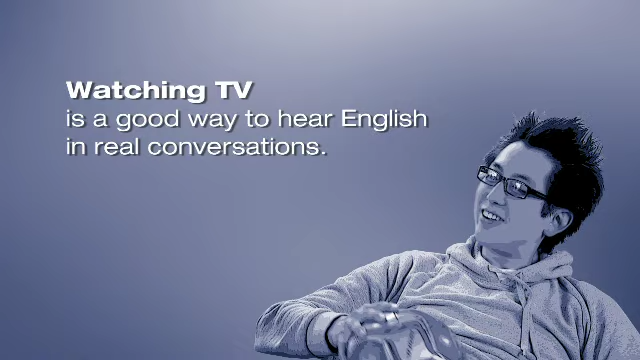 Watching TV
is a good way to hear English
in real conversations.